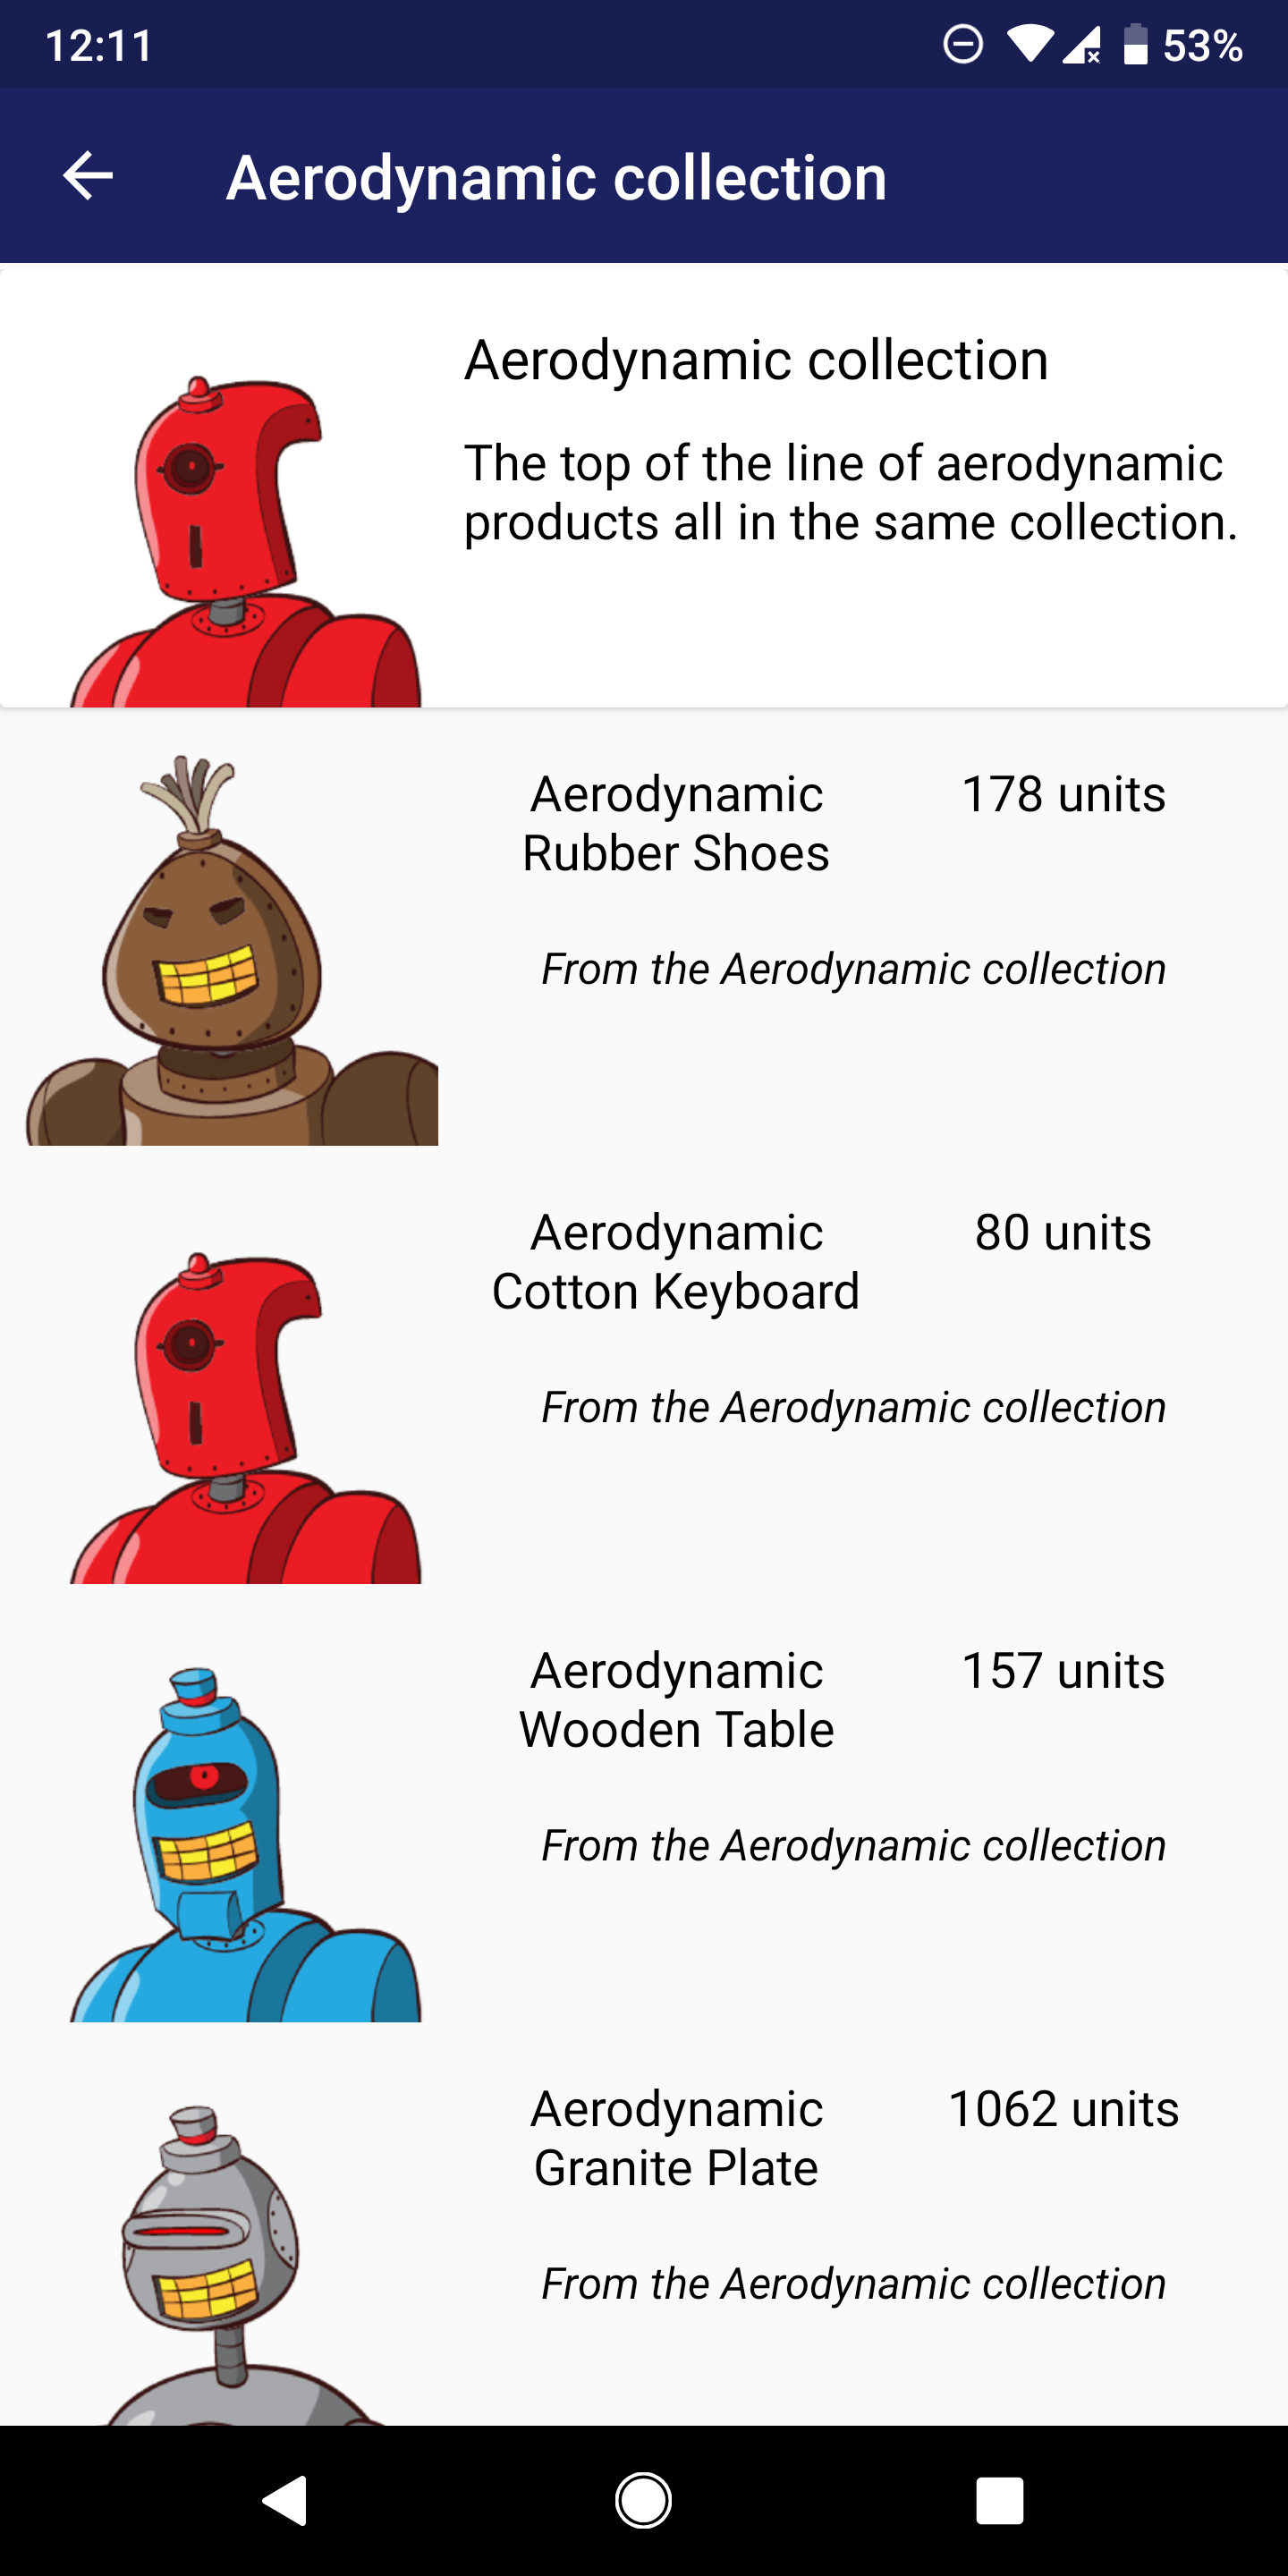 12:11
53%
Aerodynamic collection
Aerodynamic collection
The top of the line of aerodynamic
products all in the same collection.
Aerodynamic
Rubber Shoes
178 units
From the Aerodynamic collection
Aerodynamic
Cotton Keyboard
80 units
From the Aerodynamic collection
Aerodynamic
Wooden Table
157 units
From the Aerodynamic collection
Aerodynamic
Granite Plate
1062 units
From the Aerodynamic collection